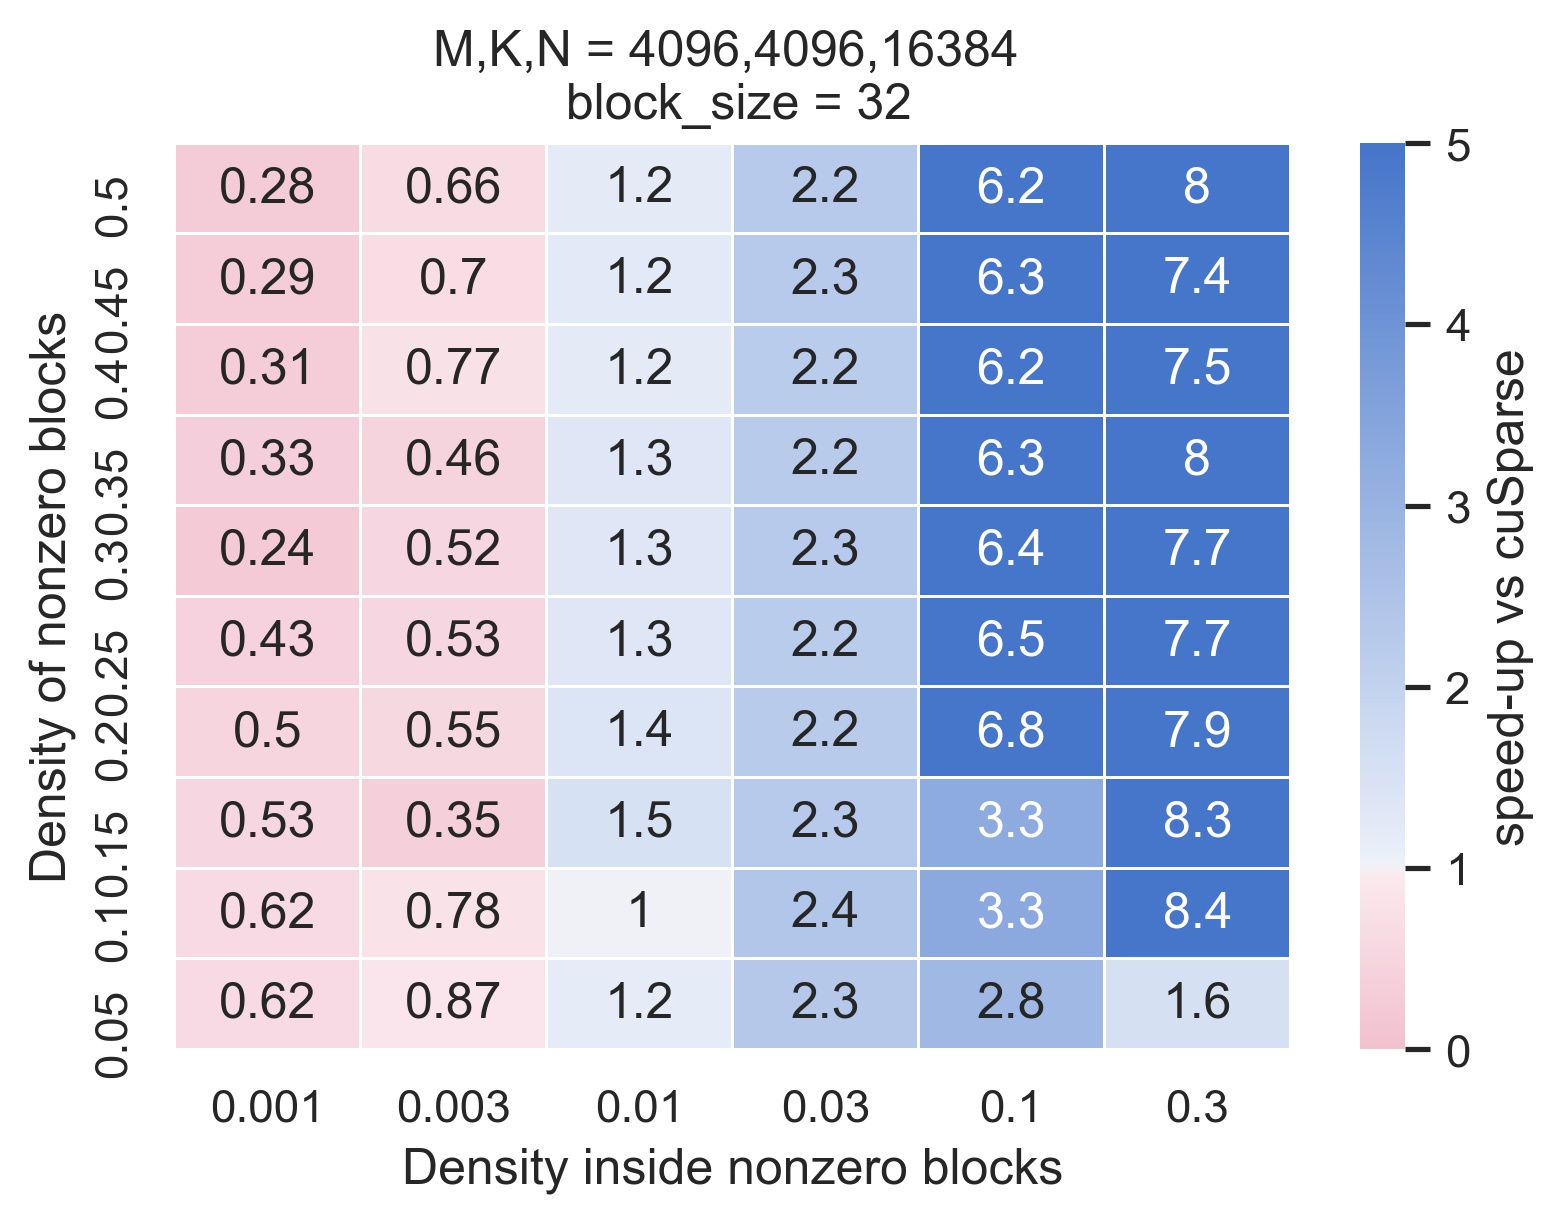 M,K,N = 4096,4096,16384
block_size = 32
Density of nonzero blocks
0.5 0.28 0.66 1.2 2.2 6.2 8
0.45 0.29 0.7 1.2 2.3 6.3 7.4
0.4 0.31 0.77 1.2 2.2 6.2 7.5
0.35 0.33 0.46 1.3 2.2 6.3 8
0.3 0.24 0.52 1.3 2.3 6.4 7.7
0.25 0.43 0.53 1.3 2.2 6.5 7.7
0.2 0.5 0.55 1.4 2.2 6.8 7.9
0.15 0.53 0.35 1.5 2.3 3.3 8.3
0.1 0.62 0.78 1 2.4 3.3 8.4
0.05 0.62 0.87 1.2 2.3 2.8 1.6
0.001 0.003 0.01 0.03 0.1 0.3
Density inside nonzero blocks
5
4
3
2
1
0
speed-up vs cuSparse